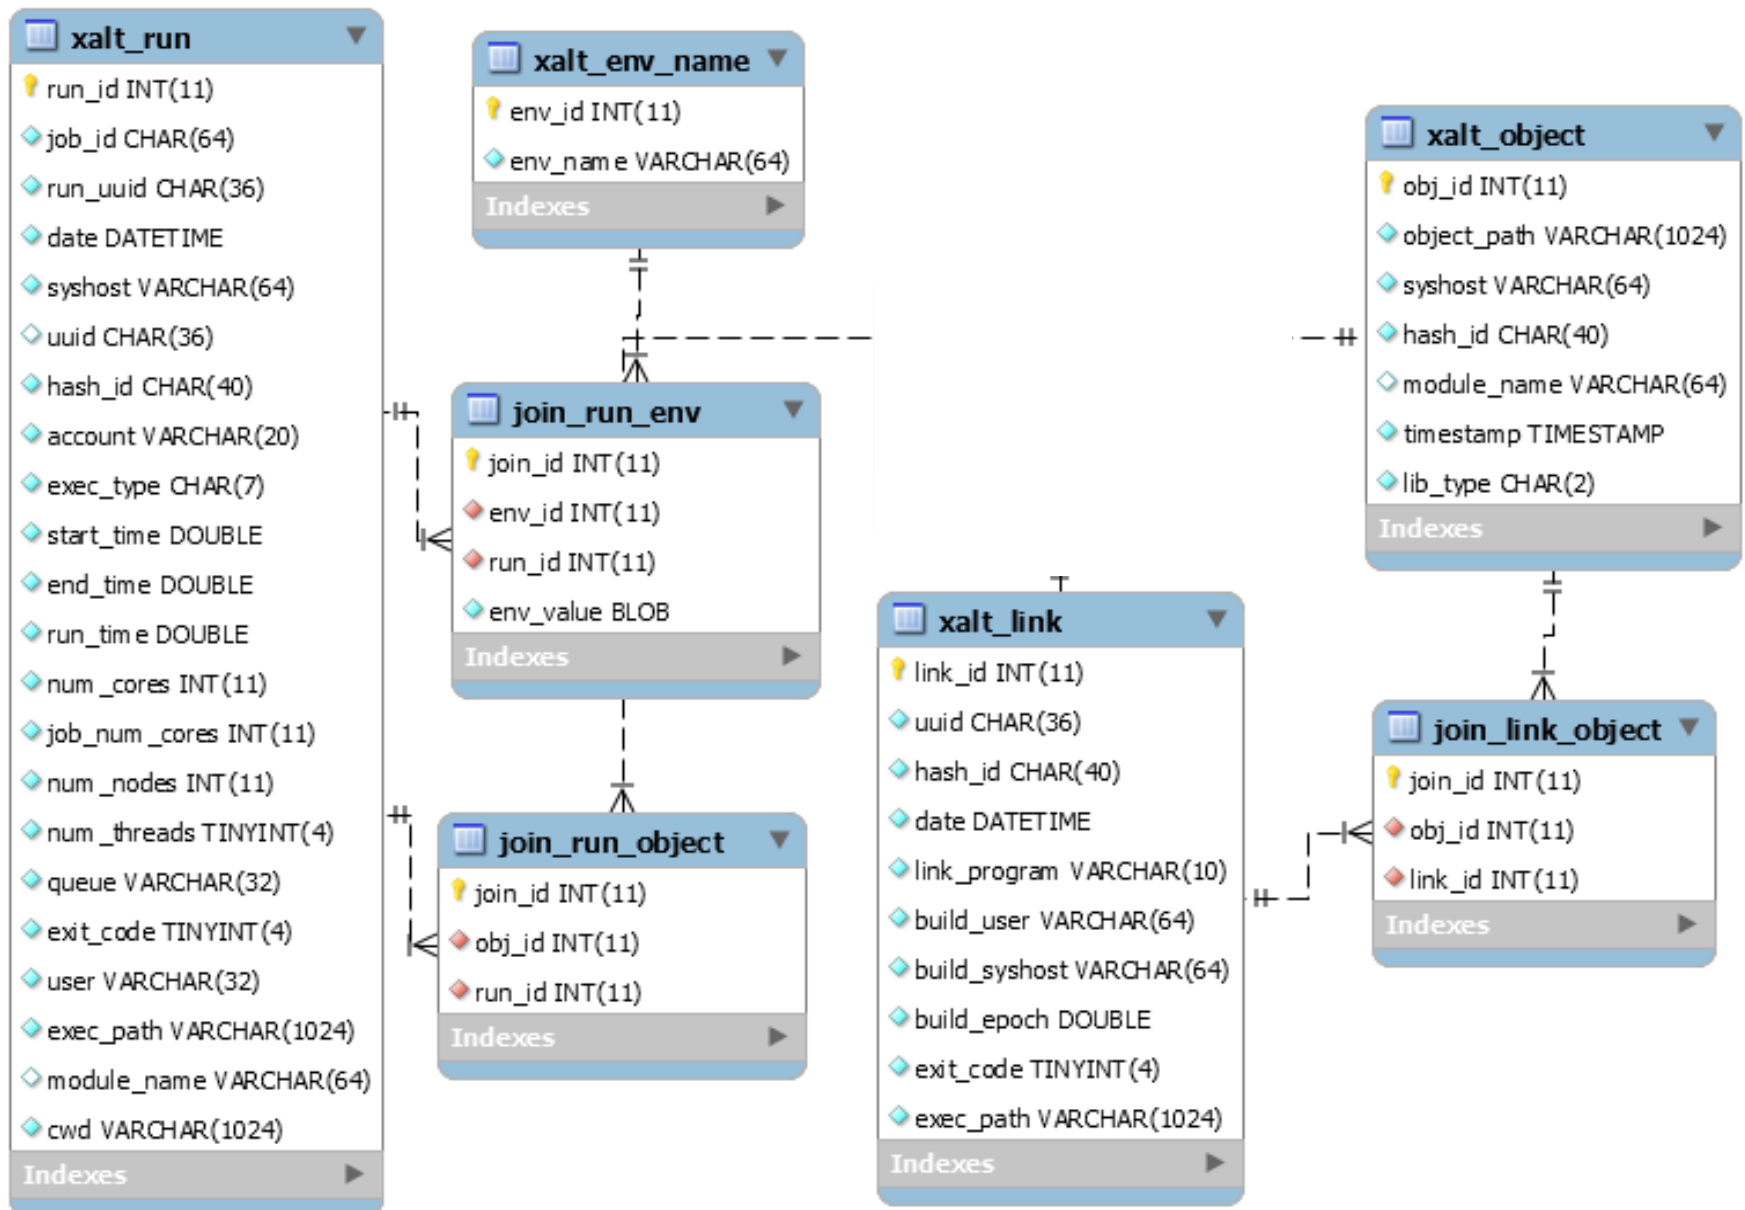 xalt_run
run_id INT(11)
job_id CHAR(64)
run_uuid CHAR(36)
date DATETIME
syshost VARCHAR(64)
uuid CHAR(36)
hash_id CHAR(40)
account VARCHAR(20)
exec_type CHAR(7)
start_time DOUBLE
end_time DOUBLE
run_time DOUBLE
num_cores INT(11)
job_num_cores INT(11)
num_nodes INT(11)
num_threads TINYINT(4)
queue VARCHAR(32)
exit_code TINYINT(4)
user VARCHAR(32)
exec_path VARCHAR(1024)
module_name VARCHAR(64)
cwd VARCHAR(1024)
Indexes
xalt_env_name
env_id INT(11)
env_name VARCHAR(64)
Indexes
join_run_env
join_id INT(11)
env_id INT(11)
run_id INT(11)
env_value BLOB
Indexes
join_run_object
join_id INT(11)
obj_id INT(11)
run_id INT(11)
Indexes
xalt_link
link_id INT(11)
uuid CHAR(36)
hash_id CHAR(40)
date DATETIME
link_program VARCHAR(10)
build_user VARCHAR(64)
build_syshost VARCHAR(64)
build_epoch DOUBLE
exit_code TINYINT(4)
exec_path VARCHAR(1024)
Indexes
xalt_object
obj_id INT(11)
object_path VARCHAR(1024)
syshost VARCHAR(64)
hash_id CHAR(40)
module_name VARCHAR(64)
timestamp TIMESTAMP
lib_type CHAR(2)
Indexes
join_link_object
join_id INT(11)
obj_id INT(11)
link_id INT(11)
Indexes